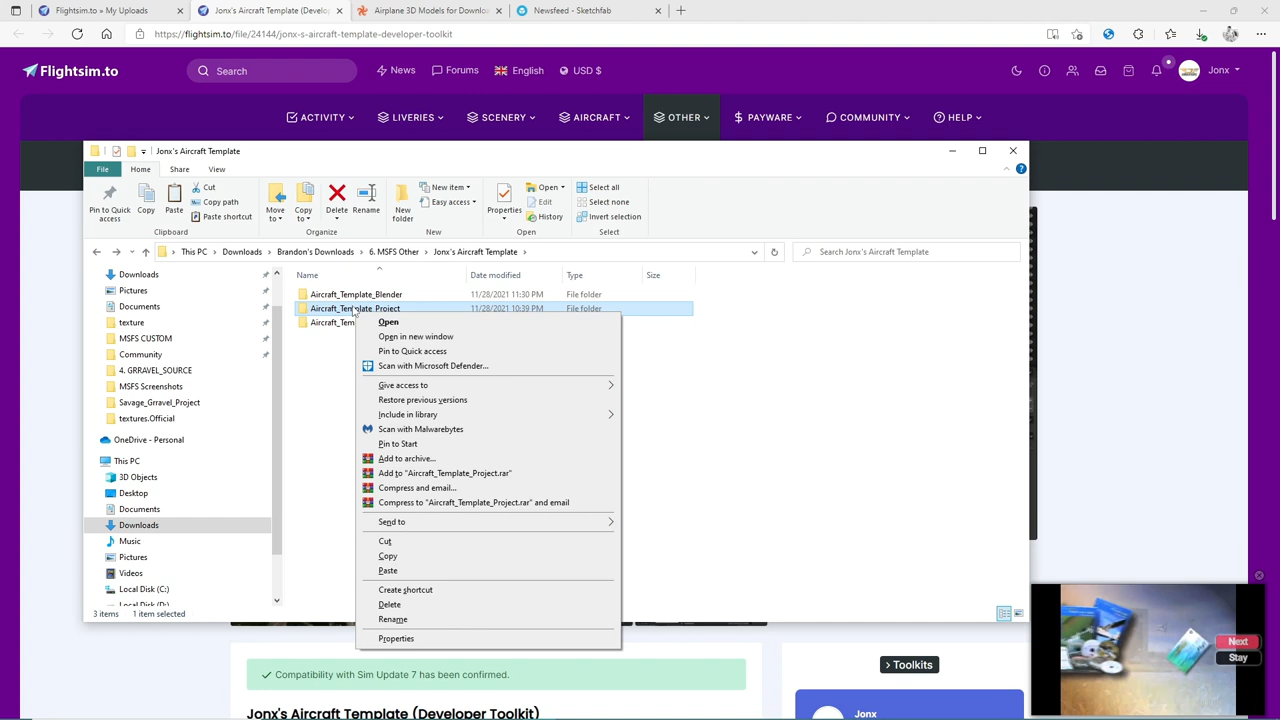 Flightsim.to » My Uploads
Jonx's Aircraft Template (Develop
Airplane 3D Models for Downloa
Newsfeed - Sketchfab
https://flightsim.to/file/24144/jonx-s-aircraft-template-developer-toolkit
Flightsim.to
Search
News
Forums
English
USD $
Jonx
ACTIVITY
LIVERIES
SCENERY
AIRCRAFT
OTHER
PAYWARE
COMMUNITY
HELP
Jonx's Aircraft Template
File
Home
Share
View
Pin to Quick access
Copy
Paste
Cut
Copy path
Paste shortcut
Move to
Copy to
Delete
Rename
New folder
New item
Easy access
Properties
Open
Edit
History
Select all
Select none
Invert selection
Clipboard
Organize
New
Open
Select
This PC
Downloads
Brandon's Downloads
6. MSFS Other
Jonx's Aircraft Template
Search Jonx's Aircraft Template
Name
Date modified
Type
Size
Aircraft_Template_Blender
11/28/2021 11:30 PM
File folder
Aircraft_Template_Project
11/28/2021 10:39 PM
File folder
Aircraft_Tem
Downloads
Pictures
Documents
texture
MSFS CUSTOM
Community
4. GRRAVEL_SOURCE
MSFS Screenshots
Savage_Grravel_Project
textures.Official
OneDrive - Personal
This PC
3D Objects
Desktop
Documents
Downloads
Music
Pictures
Videos
Local Disk (C:)
Local Disk (D:)
3 items
1 item selected
Open
Open in new window
Pin to Quick access
Scan with Microsoft Defender...
Give access to
Restore previous versions
Include in library
Scan with Malwarebytes
Pin to Start
Add to archive...
Add to "Aircraft_Template_Project.rar"
Compress and email...
Compress to "Aircraft_Template_Project.rar" and email
Send to
Cut
Copy
Paste
Create shortcut
Delete
Rename
Properties
Next
Stay
Compatibility with Sim Update 7 has been confirmed.
Jonx's Aircraft Template (Developer Toolkit)
> Toolkits
Jonx